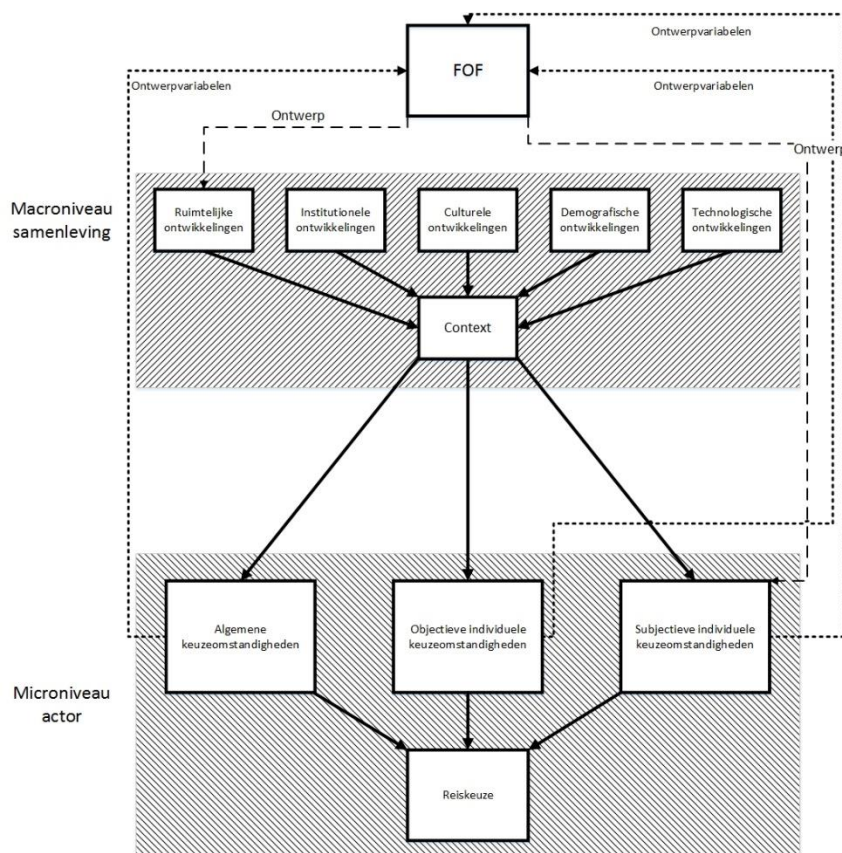 Ontwerpvariabelen
FOF
Ontwerpvariabelen
Ontwerpvariabelen
Ontwerp
Ontwerp
Macroniveau
samenleving
Ruimtelijke
ontwikkelingen
Institutionele
ontwikkelingen
Culturele
ontwikkelingen
Demografische
ontwikkelingen
Technologische
ontwikkelingen
Context
Algemene
keuzeomstandigheden
Objectieve individuele
keuzeomstandigheden
Subjectieve individuele
keuzeomstandigheden
Microniveau
actor
Reiskeuze